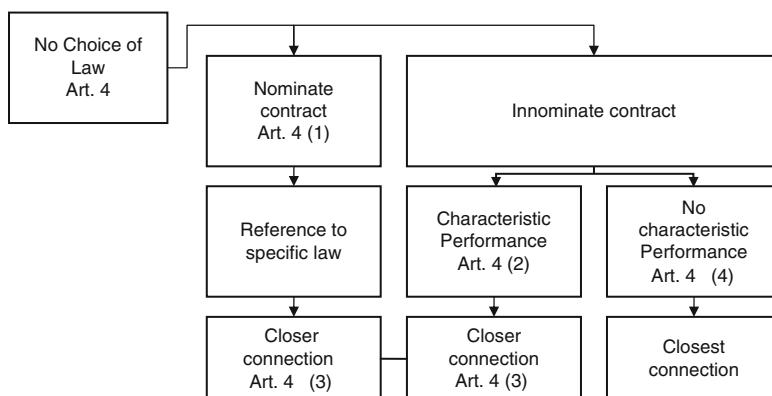 No Choice of
Law
Art. 4
Nominate
contract
Art. 4 (1)
Innominate contract
Reference to
specific law
Characteristic
Performance
Art. 4 (2)
No
characteristic
Performance
Art. 4 (4)
Closer
connection
Art. 4 (3)
Closer
connection
Art. 4 (3)
Closest
connection